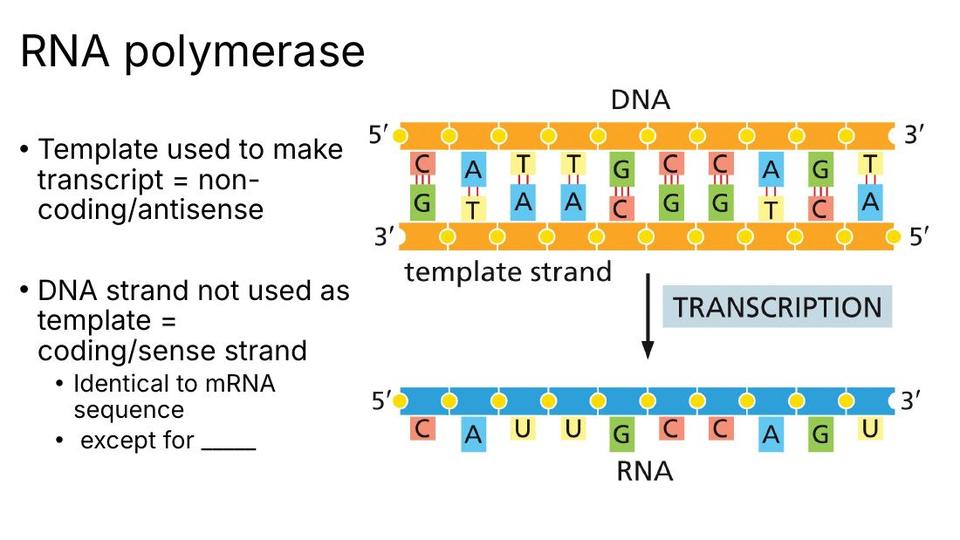 RNA polymerase
• Template used to make
transcript = non-
coding/antisense
• DNA strand not used as
template =
coding/sense strand
• Identical to mRNA
sequence
• except for _____
DNA
5′ 3′
C A T T G C C A G T
G T A A C G G T C A
3′ 5′
template strand
TRANSCRIPTION
5′ 3′
C A U U G C C A G U
RNA